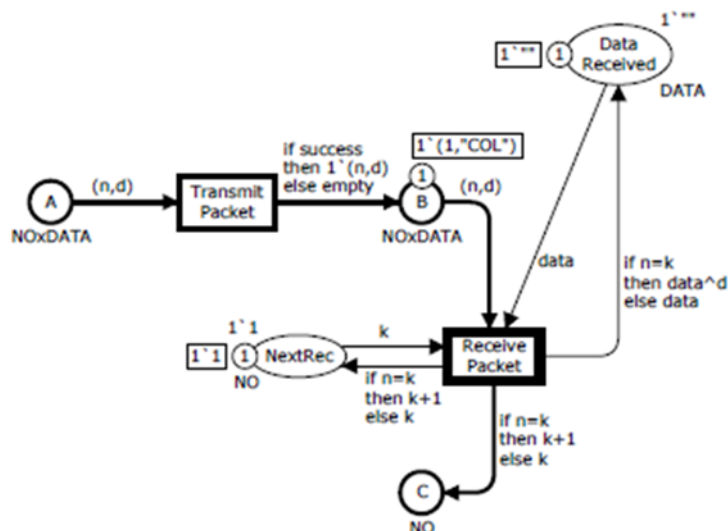 1`""
1`""
1
Data
Received
DATA
if success
then 1`(n,d)
else empty
1`(1,"COL")
1
A
(n,d)
Transmit
Packet
B
(n,d)
NOxDATA
NOxDATA
data
if n=k
then data^d
else data
1`1
1`1
1
NextRec
NO
k
if n=k
then k+1
else k
Receive
Packet
if n=k
then k+1
else k
C
NO